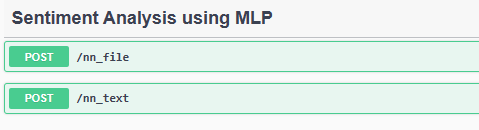 Sentiment Analysis using MLP
POST /nn_file
POST /nn_text